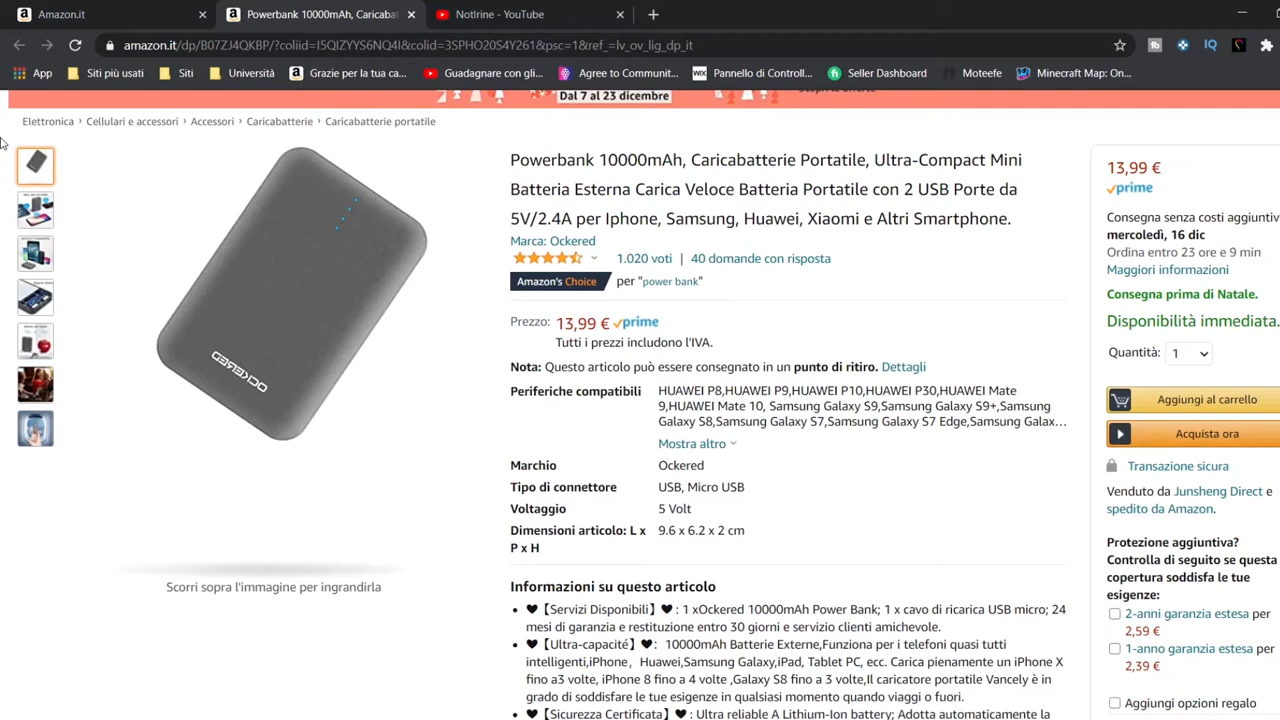 Amazon.it
Powerbank 10000mAh, Caricabat
NotIrine - YouTube
amazon.it/dp/B07ZJ4QKBP/?coliid=I5QIZYYS6NQ4I&colid=3SPHO20S4Y261&psc=1&ref_=lv_ov_lig_dp_it
App
Siti più usati
Siti
Università
Grazie per la tua ca...
Guadagnare con gli...
Agree to Communit...
WIX
Pannello di Controll...
Seller Dashboard
Moteefe
Minecraft Map: On...
Dal 7 al 23 dicembre
Elettronica › Cellulari e accessori › Accessori › Caricabatterie › Caricabatterie portatile
OCKERED
Scorri sopra l'immagine per ingrandirla
Powerbank 10000mAh, Caricabatterie Portatile, Ultra-Compact Mini
Batteria Esterna Carica Veloce Batteria Portatile con 2 USB Porte da
5V/2.4A per Iphone, Samsung, Huawei, Xiaomi e Altri Smartphone.
Marca: Ockered
1.020 voti | 40 domande con risposta
Amazon's Choice per "power bank"
Prezzo: 13,99 € prime
Tutti i prezzi includono l'IVA.
Nota: Questo articolo può essere consegnato in un punto di ritiro. Dettagli
Periferiche compatibili HUAWEI P8,HUAWEI P9,HUAWEI P10,HUAWEI P30,HUAWEI Mate
9,HUAWEI Mate 10, Samsung Galaxy S9,Samsung Galaxy S9+,Samsung
Galaxy S8,Samsung Galaxy S7,Samsung Galaxy S7 Edge,Samsung Galax...
Mostra altro
Marchio Ockered
Tipo di connettore USB, Micro USB
Voltaggio 5 Volt
Dimensioni articolo: L x 9.6 x 6.2 x 2 cm
P x H
Informazioni su questo articolo
• ♥【Servizi Disponibili】♥: 1 xOckered 10000mAh Power Bank; 1 x cavo di ricarica USB micro; 24
mesi di garanzia e restituzione entro 30 giorni e servizio clienti amichevole.
• ♥【Ultra-capacité】♥: 10000mAh Batterie Externe,Funziona per i telefoni quasi tutti
intelligenti,iPhone， Huawei,Samsung Galaxy,iPad, Tablet PC, ecc. Carica pienamente un iPhone X
fino a3 volte, iPhone 8 fino a 4 volte ,Galaxy S8 fino a 3 volte,Il caricatore portatile Vancely è in
grado di soddisfare le tue esigenze in qualsiasi momento quando viaggi o fuori.
• ♥【Sicurezza Certificata】♥: Ultra reliable A Lithium-Ion battery; Adotta automaticamente la
13,99 €
prime
Consegna senza costi aggiuntiv
mercoledì, 16 dic
Ordina entro 23 ore e 9 min
Maggiori informazioni
Consegna prima di Natale.
Disponibilità immediata.
Quantità: 1
Aggiungi al carrello
Acquista ora
Transazione sicura
Venduto da Junsheng Direct e
spedito da Amazon.
Protezione aggiuntiva?
Controlla di seguito se questa
copertura soddisfa le tue
esigenze:
2-anni garanzia estesa per
2,59 €
1-anno garanzia estesa per
2,39 €
Aggiungi opzioni regalo